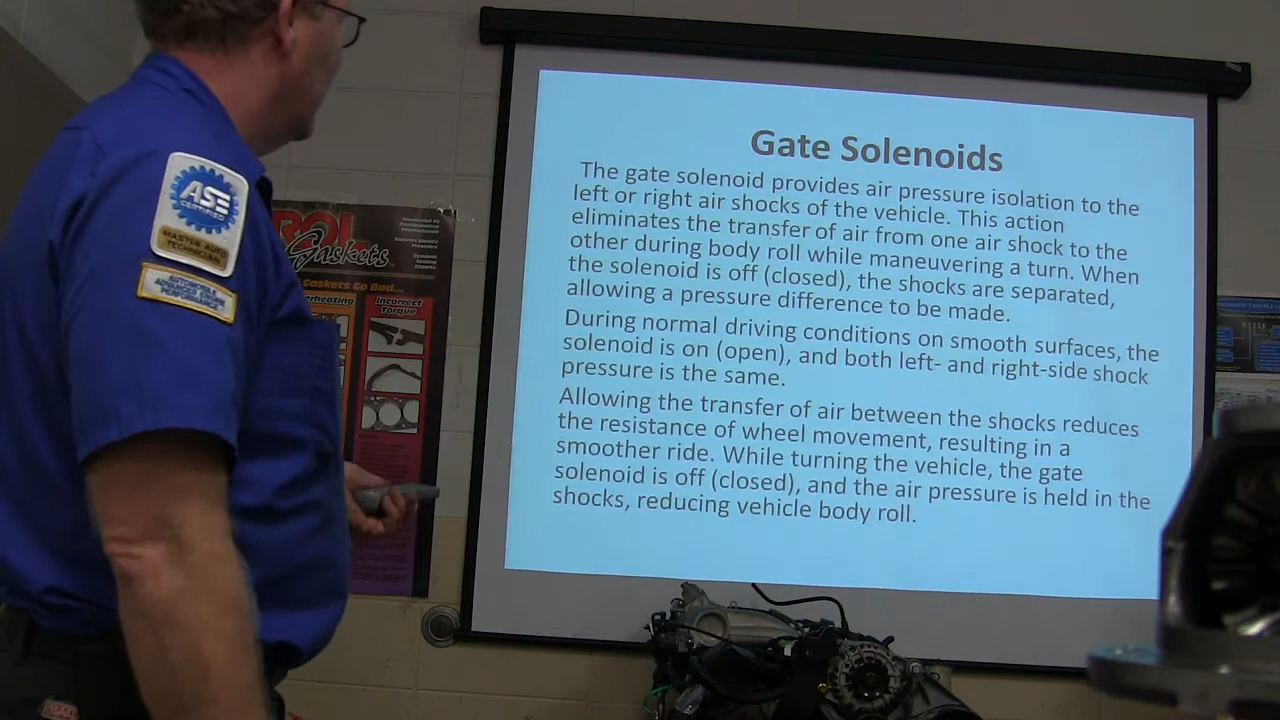 Gate Solenoids
The gate solenoid provides air pressure isolation to the
left or right air shocks of the vehicle. This action
eliminates the transfer of air from one air shock to the
other during body roll while maneuvering a turn. When
the solenoid is off (closed), the shocks are separated,
allowing a pressure difference to be made.
During normal driving conditions on smooth surfaces, the
solenoid is on (open), and both left- and right-side shock
pressure is the same.
Allowing the transfer of air between the shocks reduces
the resistance of wheel movement, resulting in a
smoother ride. While turning the vehicle, the gate
solenoid is off (closed), and the air pressure is held in the
shocks, reducing vehicle body roll.
ASE
CERTIFIED
MASTER AUTO
TECHNICIAN
Gaskets
Gaskets Go Bad...
Incorrect
Torque